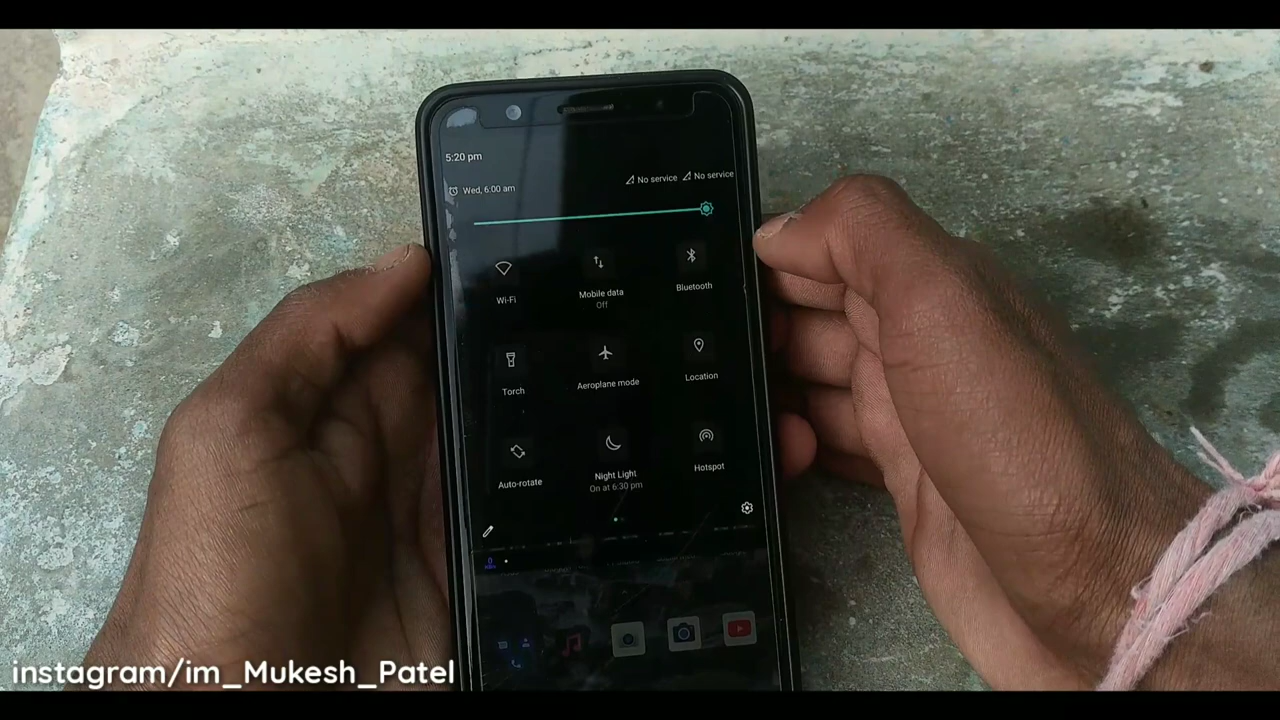 5:20 pm
Wed, 6:00 am
No service
No service
Wi-Fi
Mobile data
Off
Bluetooth
Torch
Aeroplane mode
Location
Auto-rotate
Night Light
On at 6:30 pm
Hotspot
instagram/im_Mukesh_Patel